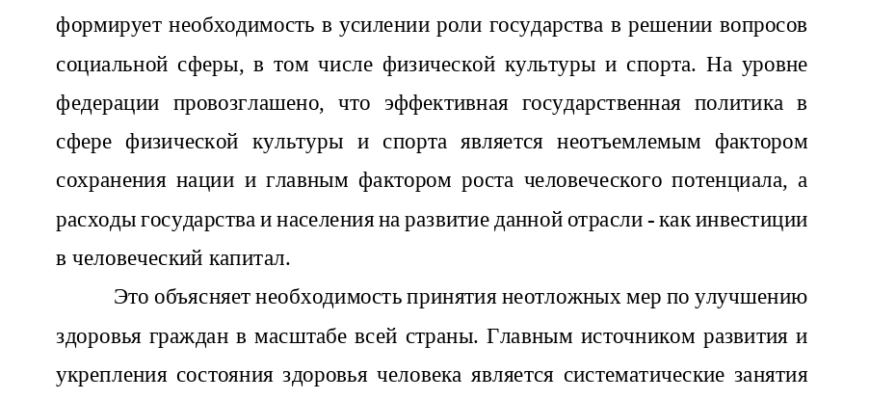 формирует необходимость в усилении роли государства в решении вопросов
социальной сферы, в том числе физической культуры и спорта. На уровне
федерации провозглашено, что эффективная государственная политика в
сфере физической культуры и спорта является неотъемлемым фактором
сохранения нации и главным фактором роста человеческого потенциала, а
расходы государства и населения на развитие данной отрасли - как инвестиции
в человеческий капитал.
Это объясняет необходимость принятия неотложных мер по улучшению
здоровья граждан в масштабе всей страны. Главным источником развития и
укрепления состояния здоровья человека является систематические занятия